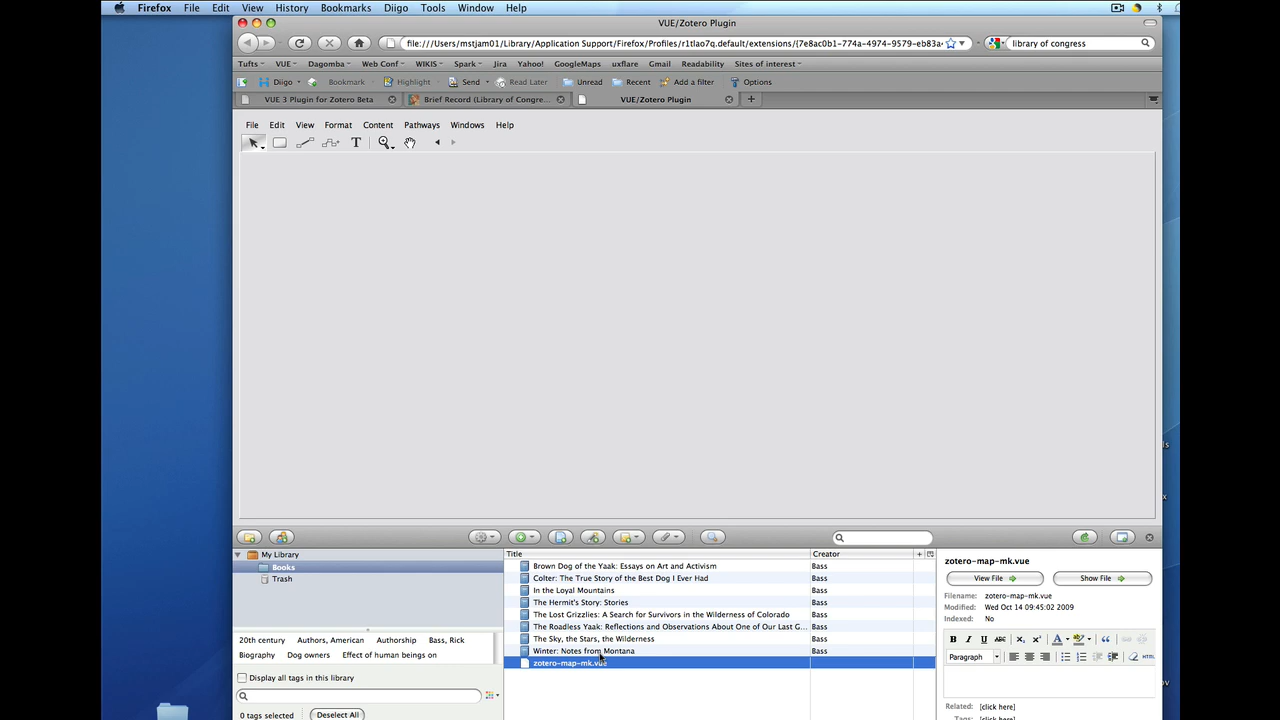 Firefox File Edit View History Bookmarks Diigo Tools Window Help
VUE/Zotero Plugin
file:///Users/mstjam01/Library/Application Support/Firefox/Profiles/r1tlao7q.default/extensions/{7e8ac0b1-774a-4974-9579-eb83a library of congress
Tufts VUE Dagomba Web Conf WIKIS Spark Jira Yahoo! GoogleMaps uxflare Gmail Readability Sites of interest
Diigo Bookmark Highlight Send Read Later Unread Recent Add a filter Options
VUE 3 Plugin for Zotero Beta Brief Record (Library of Congre... VUE/Zotero Plugin +
File Edit View Format Content Pathways Windows Help
T
My Library
Books
Trash
20th century Authors, American Authorship Bass, Rick
Biography Dog owners Effect of human beings on
Display all tags in this library
0 tags selected Deselect All
Title Creator +
Brown Dog of the Yaak: Essays on Art and Activism Bass
Colter: The True Story of the Best Dog I Ever Had Bass
In the Loyal Mountains Bass
The Hermit's Story: Stories Bass
The Lost Grizzlies: A Search for Survivors in the Wilderness of Colorado Bass
The Roadless Yaak: Reflections and Observations About One of Our Last G... Bass
The Sky, the Stars, the Wilderness Bass
Winter: Notes from Montana Bass
zotero-map-mk.vue
zotero-map-mk.vue
View File Show File
Filename: zotero-map-mk.vue
Modified: Wed Oct 14 09:45:02 2009
Indexed: No
B I U ABC X₁ X¹ A ab “
Paragraph HTML
Related: [click here]
Tags: [click here]